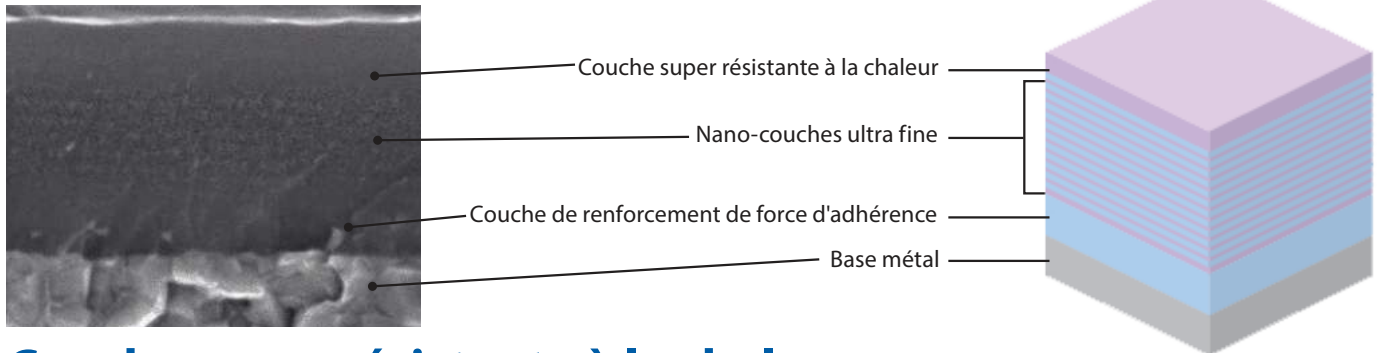 Couche super résistante à la chaleur
Nano-couches ultra fine
Couche de renforcement de force d'adhérence
Base métal